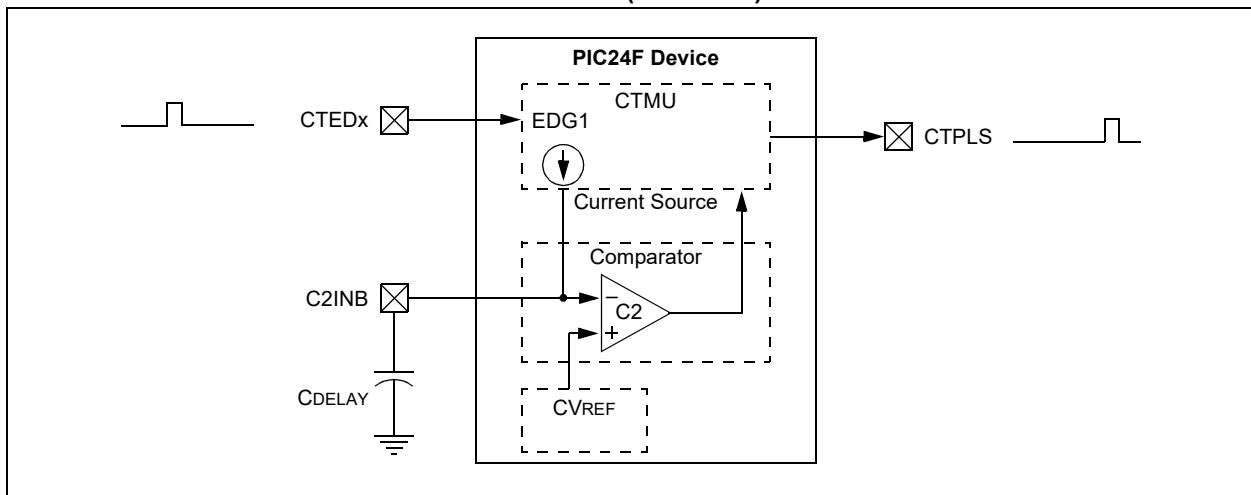 PIC24F Device
CTMU
CTEDx
EDG1
CTPLS
Current Source
Comparator
C2INB
−
C2
+
CDELAY
CVREF